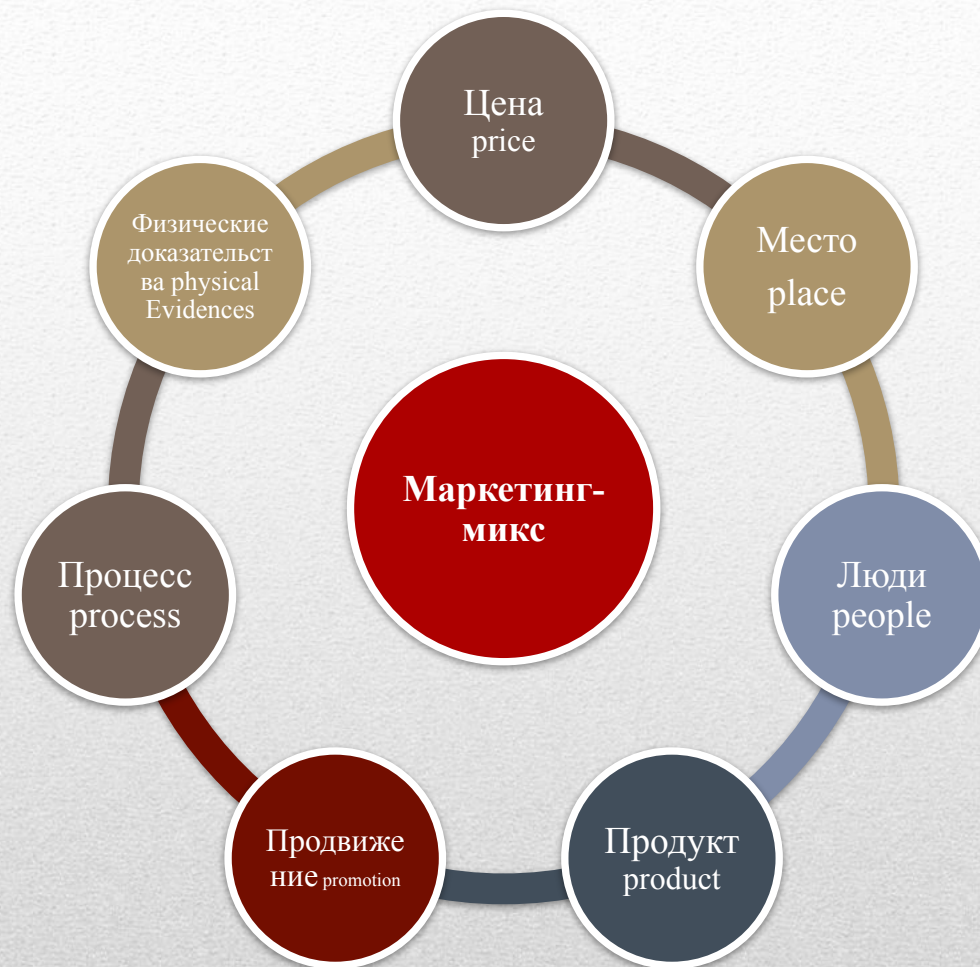 Цена
price
Место
place
Люди
people
Продукт
product
Продвиже
ние promotion
Процесс
process
Физические
доказательст
ва physical
Evidences
Маркетинг-
микс